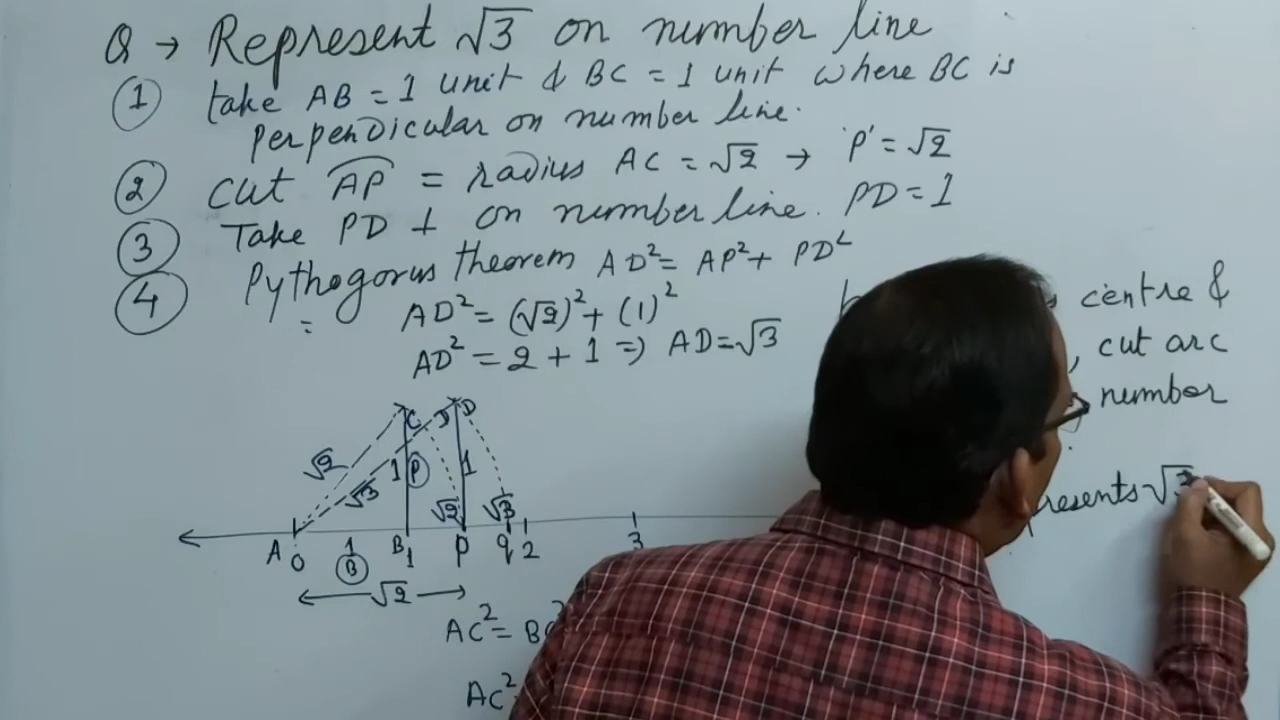 Q → Represent √3 on number line
① take AB = 1 unit & BC = 1 unit where BC is
perpendicular on number line.
② cut AP = radius AC = √2 → 'P' = √2
③ Take PD ⊥ on number line. PD = 1
④ Pythogorus theorem AD² = AP² + PD²
=
AD² = (√2)² + (1)²
AD² = 2 + 1 => AD = √3
centre &
, cut arc
number
presents √3
C D
√2 1 P 1
√3 √2 √3
A 0 1 B 1 P q 2 3
B
√2
AC² = B
AC²